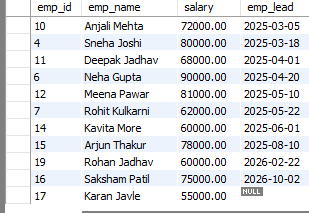 emp_id emp_name salary emp_lead
10 Anjali Mehta 72000.00 2025-03-05
4 Sneha Joshi 80000.00 2025-03-18
11 Deepak Jadhav 68000.00 2025-04-01
6 Neha Gupta 90000.00 2025-04-20
12 Meena Pawar 81000.00 2025-05-10
7 Rohit Kulkarni 62000.00 2025-05-22
14 Kavita More 60000.00 2025-06-01
15 Arjun Thakur 78000.00 2025-08-10
19 Rohan Jadhav 60000.00 2026-02-22
16 Saksham Patil 75000.00 2026-10-02
17 Karan Javle 55000.00 NULL